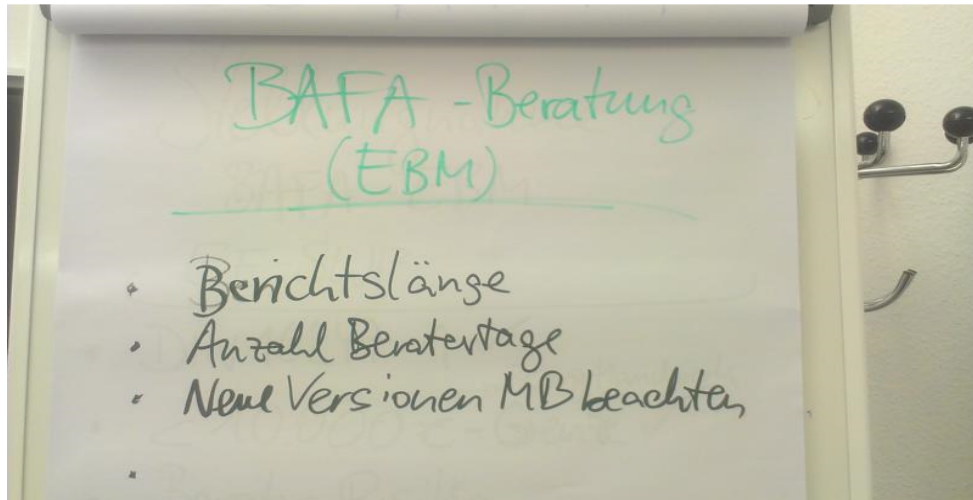 BAFA - Beratung
(EBM)
• Berichtslänge
• Anzahl Beratertage
• Neue Versionen MB beachten
•